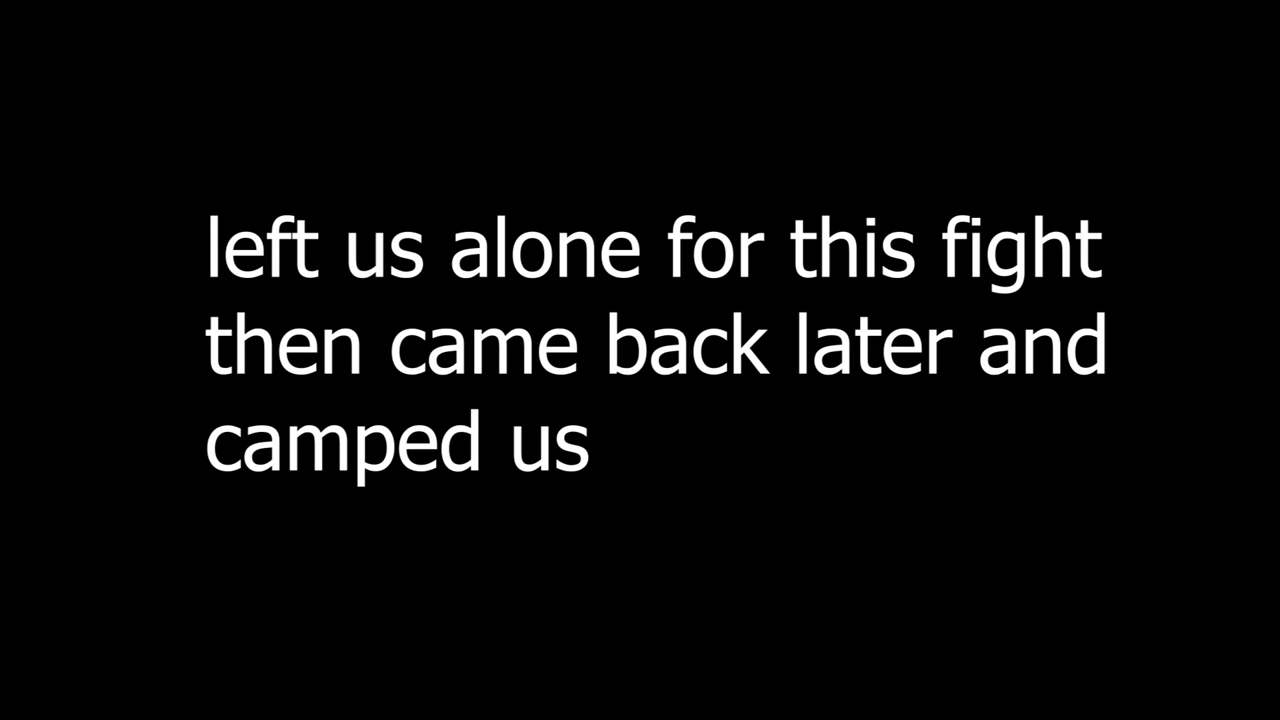 left us alone for this fight
then came back later and
camped us